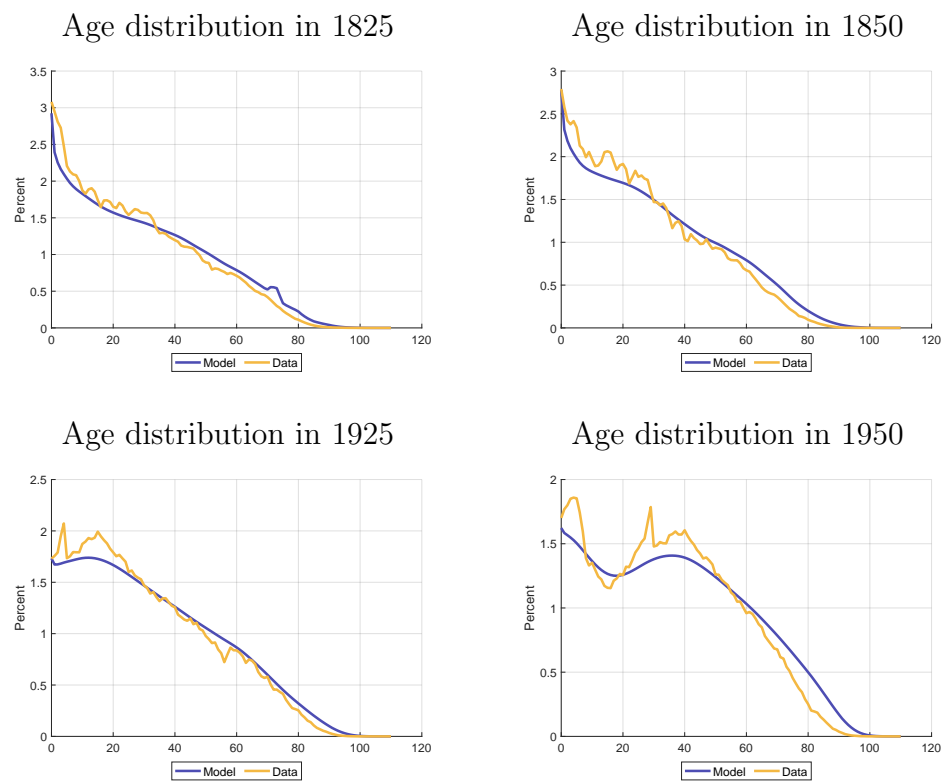 Age distribution in 1825
Age distribution in 1850
3.5
3
2.5
2
1.5
1
0.5
0
Percent
0 20 40 60 80 100 120
Model Data
3
2.5
2
1.5
1
0.5
0
Percent
0 20 40 60 80 100 120
Model Data
Age distribution in 1925
Age distribution in 1950
2.5
2
1.5
1
0.5
0
Percent
0 20 40 60 80 100 120
Model Data
2
1.5
1
0.5
0
Percent
0 20 40 60 80 100 120
Model Data